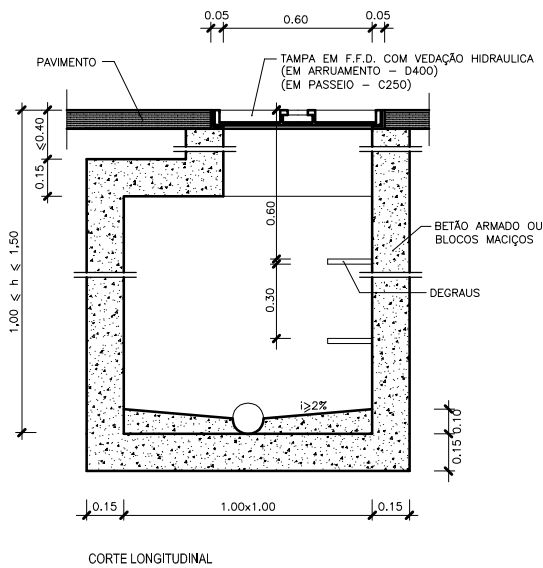 0.05
0.60
0.05
PAVIMENTO
TAMPA EM F.F.D. COM VEDAÇÃO HIDRAULICA
(EM ARRUAMENTO - D400)
(EM PASSEIO - C250)
≤0.40
0.15
1,00 ≤ h ≤ 1,50
0.60
0.30
BETÃO ARMADO OU
BLOCOS MACIÇOS
DEGRAUS
i≥2%
0.10
0.15
0.15
1.00x1.00
0.15
CORTE LONGITUDINAL